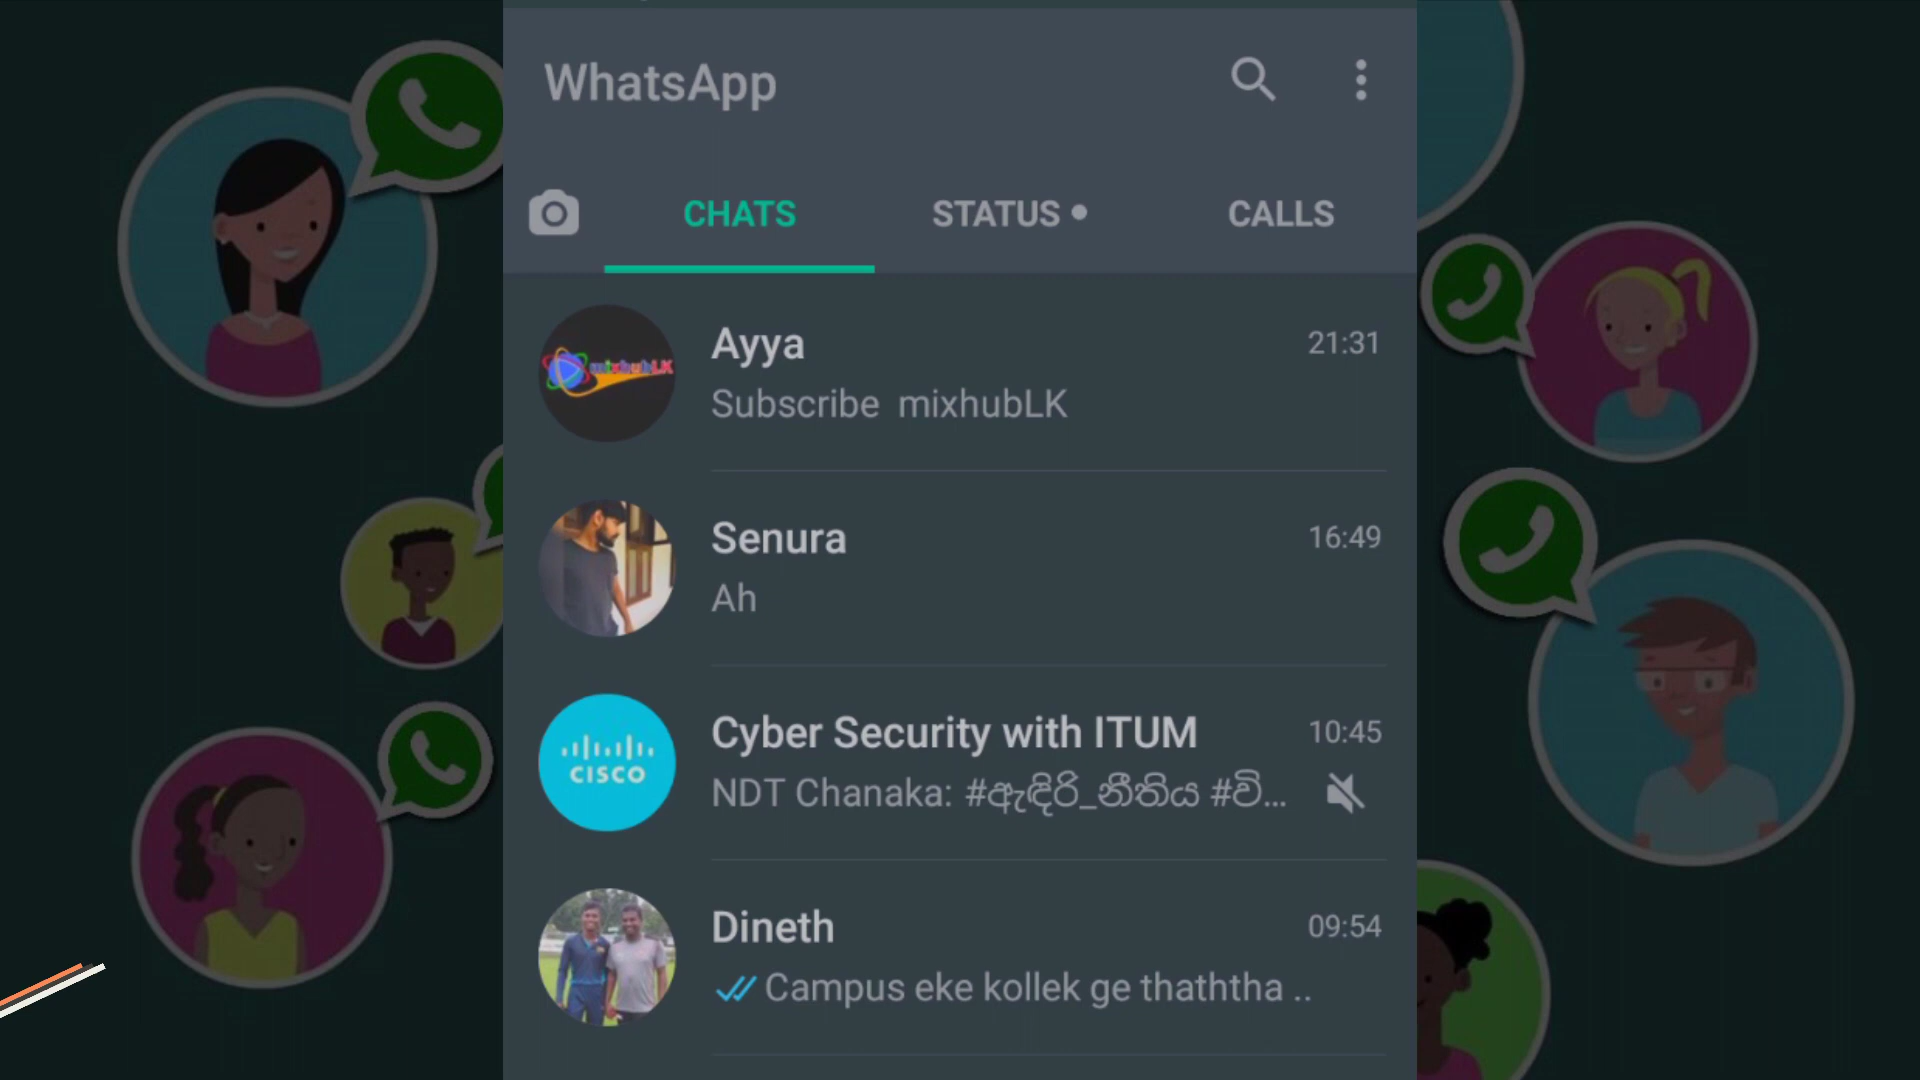 WhatsApp
CHATS STATUS CALLS
mixhubLK
Ayya 21:31
Subscribe mixhubLK
Senura 16:49
Ah
CISCO
Cyber Security with ITUM 10:45
NDT Chanaka: #ඇඳිරි_නීතිය #වි...
Dineth 09:54
Campus eke kollek ge thaththa ..